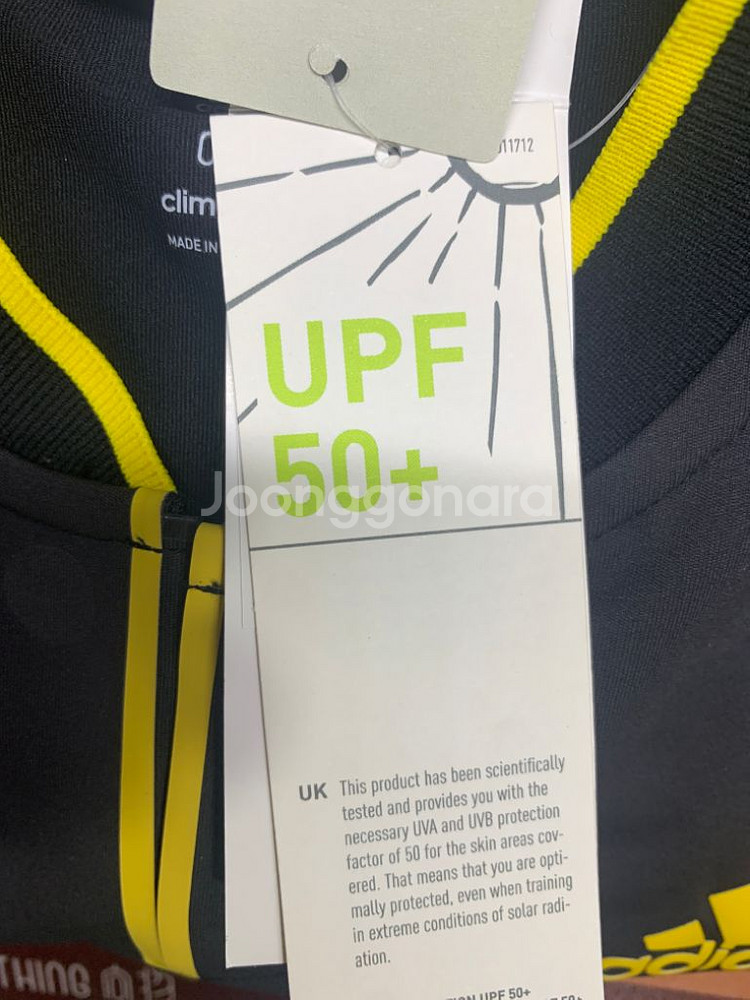 11712
clim
MADE IN
UPF
50+
Joonggonara
UK This product has been scientifically
tested and provides you with the
necessary UVA and UVB protection
factor of 50 for the skin areas cov-
ered. That means that you are opti-
mally protected, even when training
in extreme conditions of solar radi-
ation.
UPF 50+
adidas
THING @